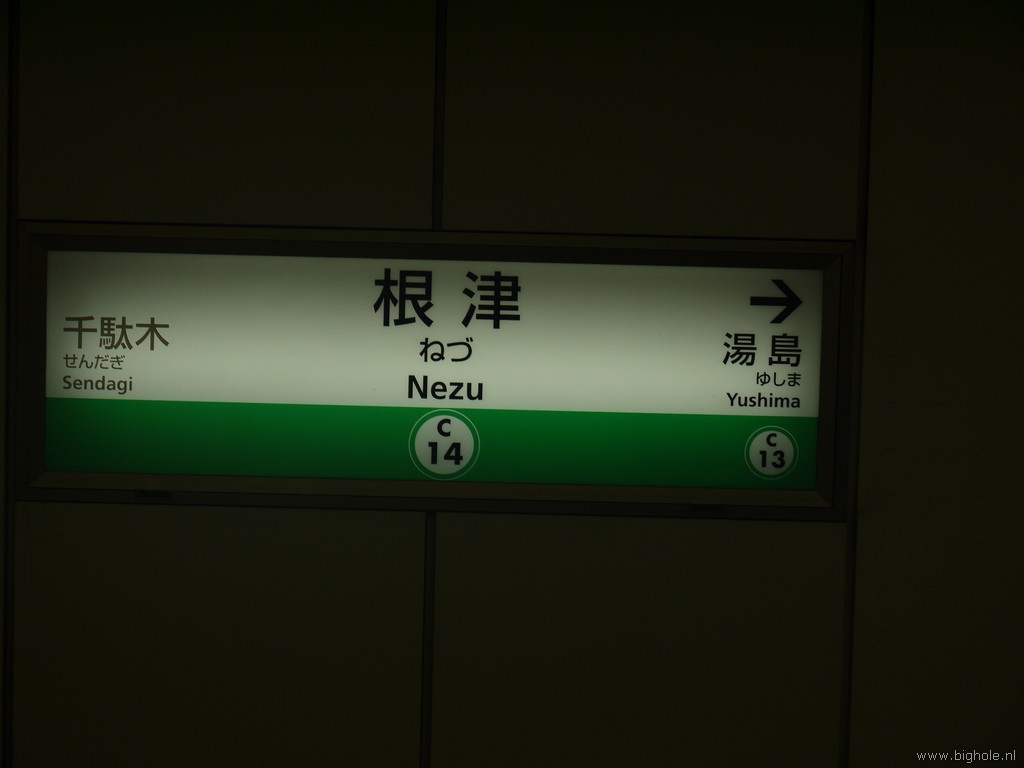 千駄木
せんだぎ
Sendagi
根津
ねづ
Nezu
C
14
→
湯島
ゆしま
Yushima
C
13
www.bighole.nl